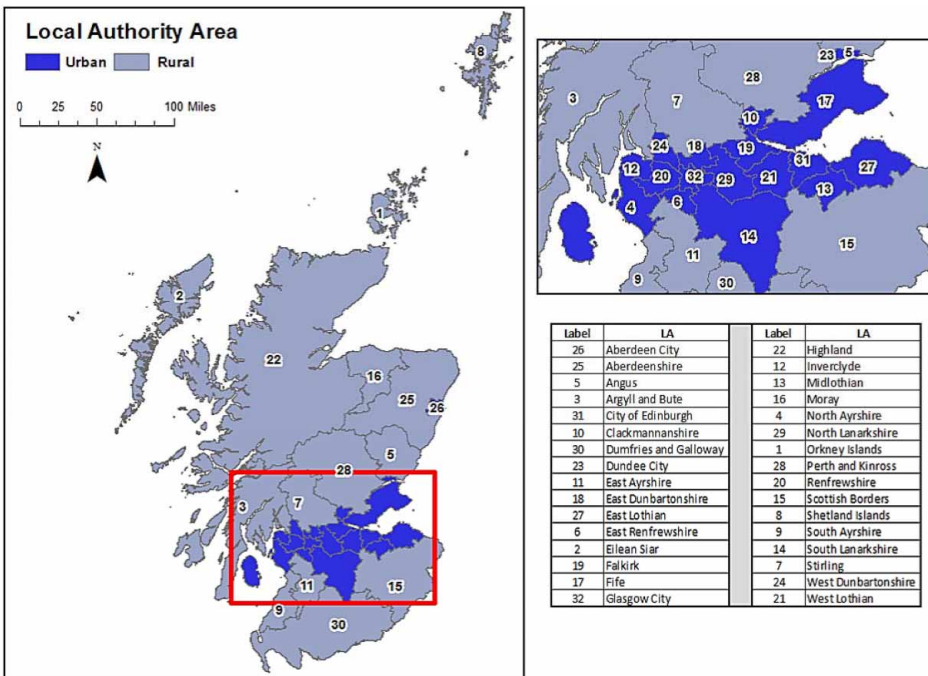 Local Authority Area
Urban Rural
0 25 50 100 Miles
N
8
1
2
22
16
25
26
5
28
3
7
11
15
9
30
23 5
28
3
7
17
10
24
18
19
31
27
12
20
32
29
21
13
4
6
14
15
11
9
30
Label LA Label LA
26 Aberdeen City 22 Highland
25 Aberdeenshire 12 Inverclyde
5 Angus 13 Midlothian
3 Argyll and Bute 16 Moray
31 City of Edinburgh 4 North Ayrshire
10 Clackmannanshire 29 North Lanarkshire
30 Dumfries and Galloway 1 Orkney Islands
23 Dundee City 28 Perth and Kinross
11 East Ayrshire 20 Renfrewshire
18 East Dunbartonshire 15 Scottish Borders
27 East Lothian 8 Shetland Islands
6 East Renfrewshire 9 South Ayrshire
2 Eilean Siar 14 South Lanarkshire
19 Falkirk 7 Stirling
17 Fife 24 West Dunbartonshire
32 Glasgow City 21 West Lothian